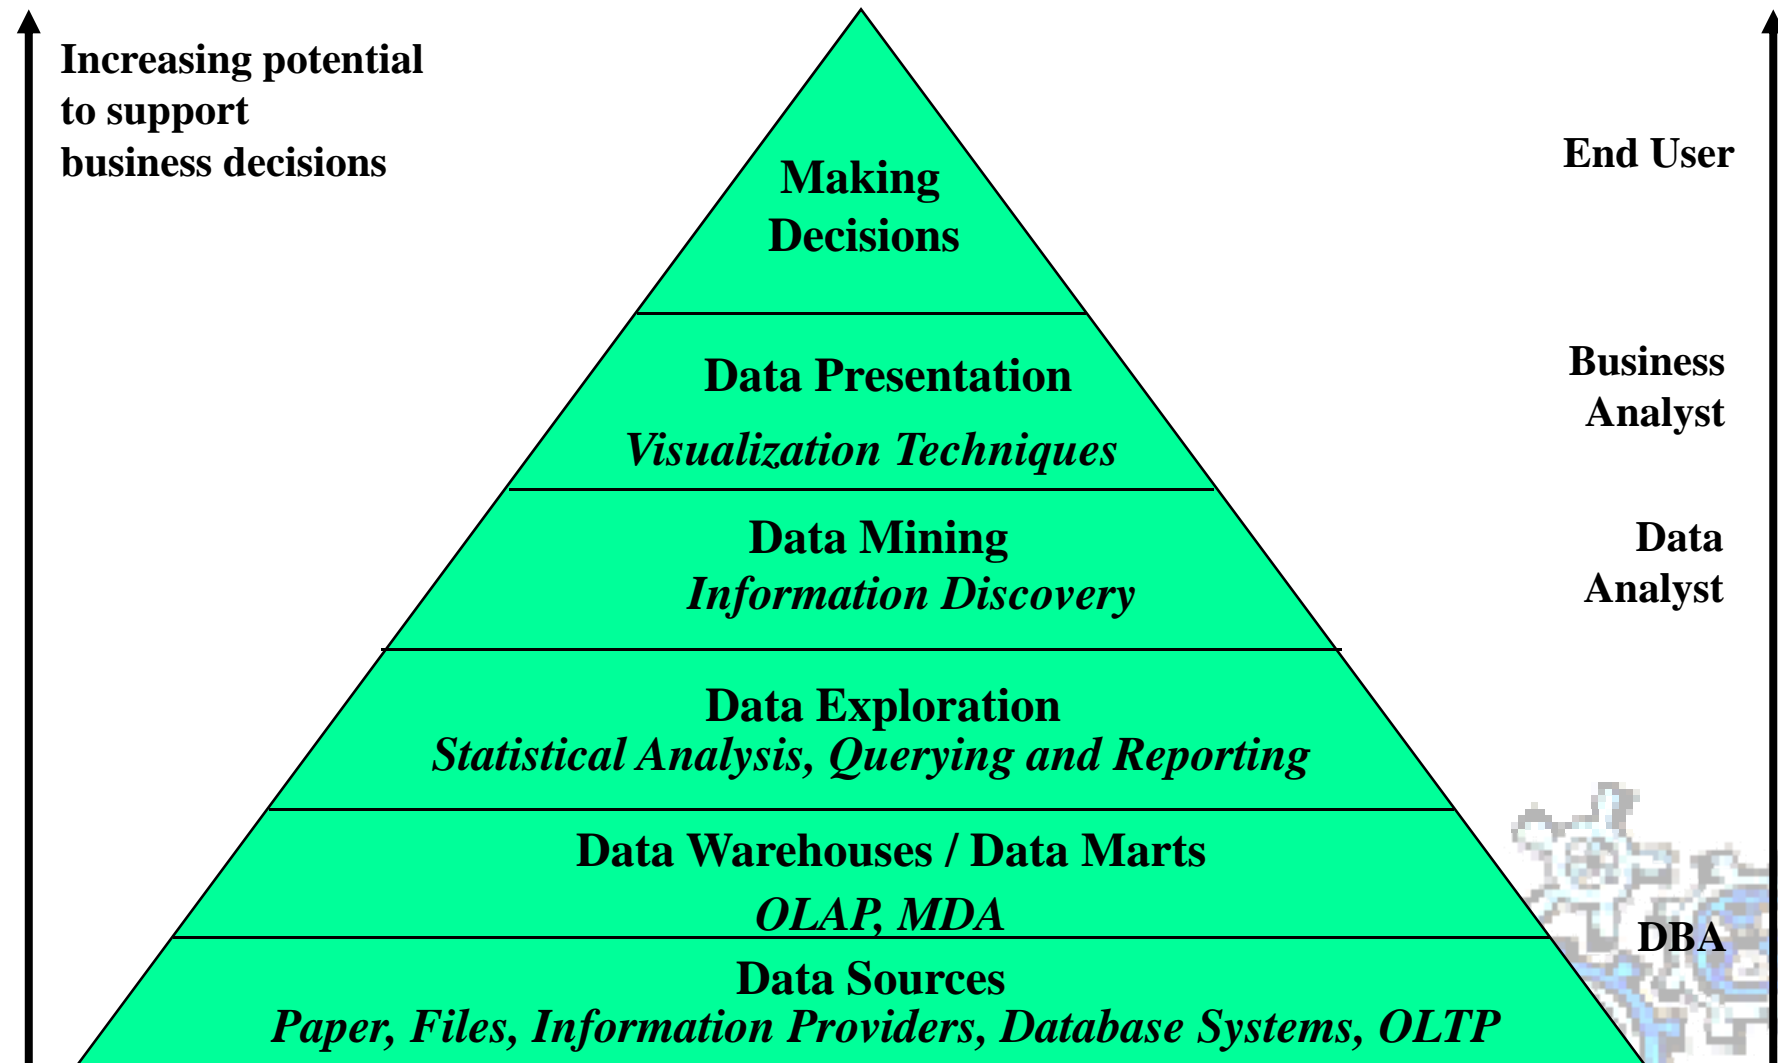 Increasing potential
to support
business decisions
End User
Making
Decisions
Business
Analyst
Data Presentation
Visualization Techniques
Data
Analyst
Data Mining
Information Discovery
Data Exploration
Statistical Analysis, Querying and Reporting
Data Warehouses / Data Marts
OLAP, MDA
DBA
Data Sources
Paper, Files, Information Providers, Database Systems, OLTP